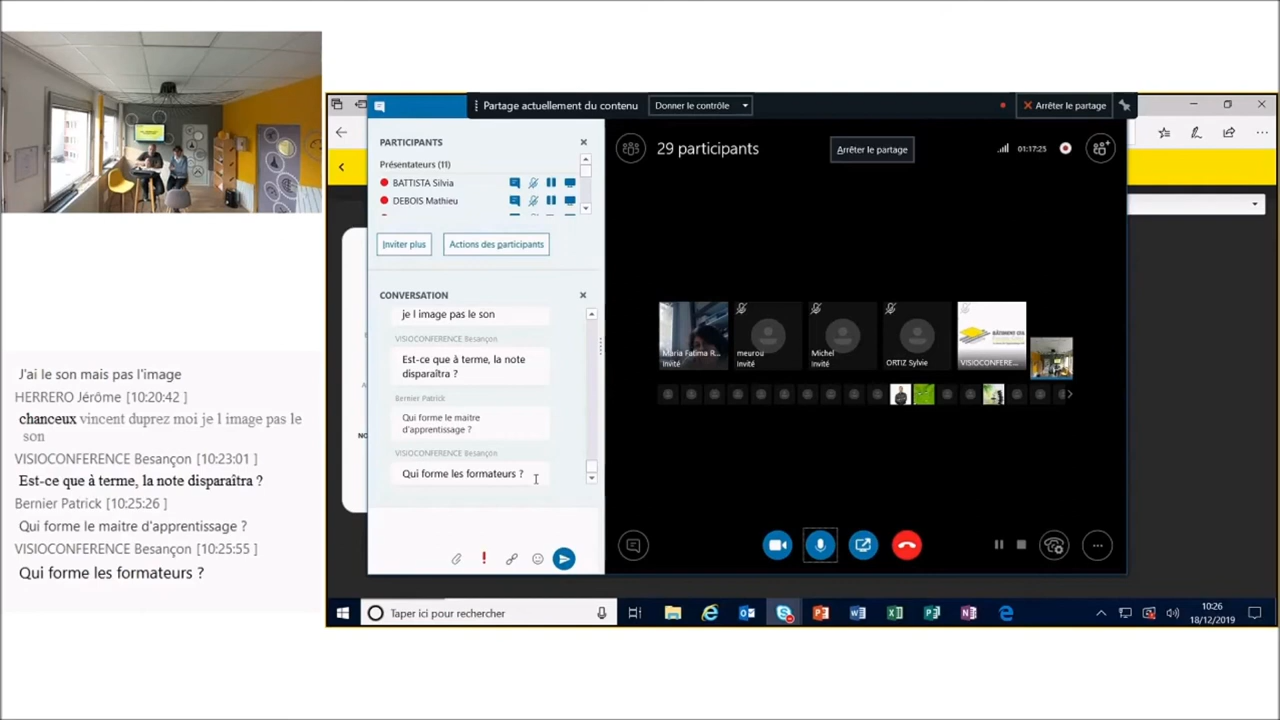 J'ai le son mais pas l'image
HERRERO Jérôme [10:20:42 ]
chanceux vincent duprez moi je l image pas le
son
VISIOCONFERENCE Besançon [10:23:01 ]
Est-ce que à terme, la note disparaîtra ?
Bernier Patrick [10:25:26 ]
Qui forme le maitre d'apprentissage ?
VISIOCONFERENCE Besançon [10:25:55 ]
Qui forme les formateurs ?
Partage actuellement du contenu
Donner le contrôle
Arrêter le partage
PARTICIPANTS
Présentateurs (11)
BATTISTA Silvia
DEBOIS Mathieu
Inviter plus
Actions des participants
CONVERSATION
je l image pas le son
VISIOCONFERENCE Besançon
Est-ce que à terme, la note
disparaîtra ?
Bernier Patrick
Qui forme le maitre
d'apprentissage ?
VISIOCONFERENCE Besançon
Qui forme les formateurs ?
29 participants
Arrêter le partage
01:17:25
Maria Fatima R...
Invité
meurou
Invité
Michel
Invité
ORTIZ Sylvie
VISIOCONFERE...
Taper ici pour rechercher
10:26
18/12/2019